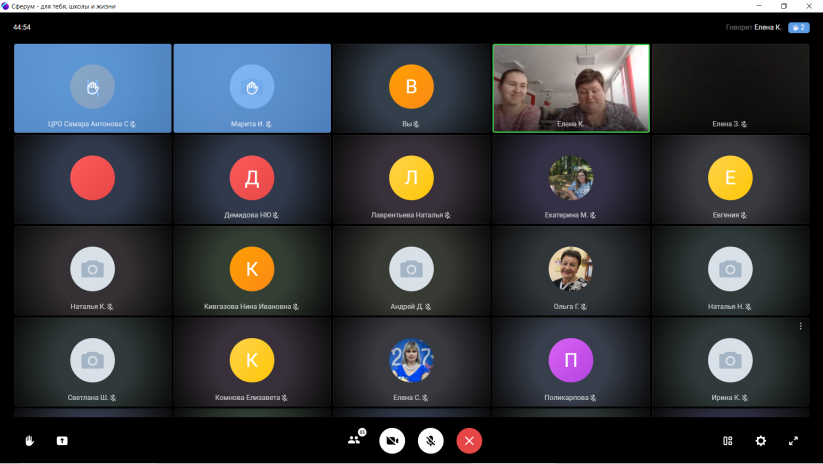 Сферум - для тебя, школы и жизни
44:54
Говорит Елена К.
2
ЦРО Самара Антонова С
Марита И.
В
Вы
Елена К.
Елена З.
Д
Демидова НЮ
Л
Лаврентьева Наталья
Екатерина М.
Е
Евгения
Наталья К.
К
Кивгазова Нина Ивановна
Андрей Д.
Ольга Г.
Наталья Н.
Светлана Ш.
К
Комнова Елизавета
Елена С.
П
Поликарпова
Ирина К.